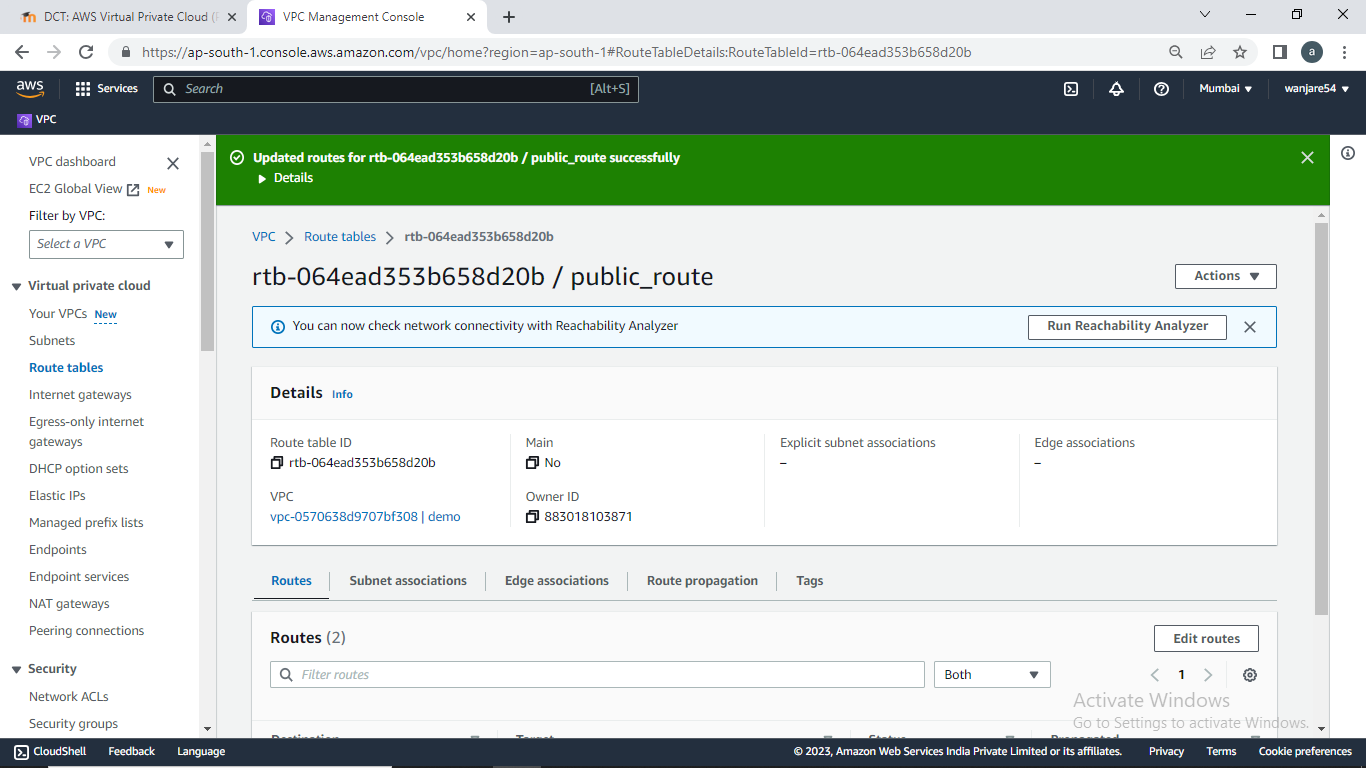 DCT: AWS Virtual Private Cloud (
VPC Management Console
https://ap-south-1.console.aws.amazon.com/vpc/home?region=ap-south-1#RouteTableDetails:RouteTableId=rtb-064ead353b658d20b
a
aws
Services
Search
[Alt+S]
Mumbai
wanjare54
VPC
VPC dashboard
EC2 Global View New
Filter by VPC:
Select a VPC
Virtual private cloud
Your VPCs New
Subnets
Route tables
Internet gateways
Egress-only internet
gateways
DHCP option sets
Elastic IPs
Managed prefix lists
Endpoints
Endpoint services
NAT gateways
Peering connections
Security
Network ACLs
Security groups
Updated routes for rtb-064ead353b658d20b / public_route successfully
Details
VPC
Route tables
rtb-064ead353b658d20b
rtb-064ead353b658d20b / public_route
Actions
You can now check network connectivity with Reachability Analyzer
Run Reachability Analyzer
Details Info
Route table ID
rtb-064ead353b658d20b
Main
No
Explicit subnet associations
–
Edge associations
–
VPC
vpc-0570638d9707bf308 | demo
Owner ID
883018103871
Routes
Subnet associations
Edge associations
Route propagation
Tags
Routes (2)
Edit routes
Filter routes
Both
1
Destination
Target
Status
Propagated
Activate Windows
Go to Settings to activate Windows.
CloudShell
Feedback
Language
© 2023, Amazon Web Services India Private Limited or its affiliates.
Privacy
Terms
Cookie preferences